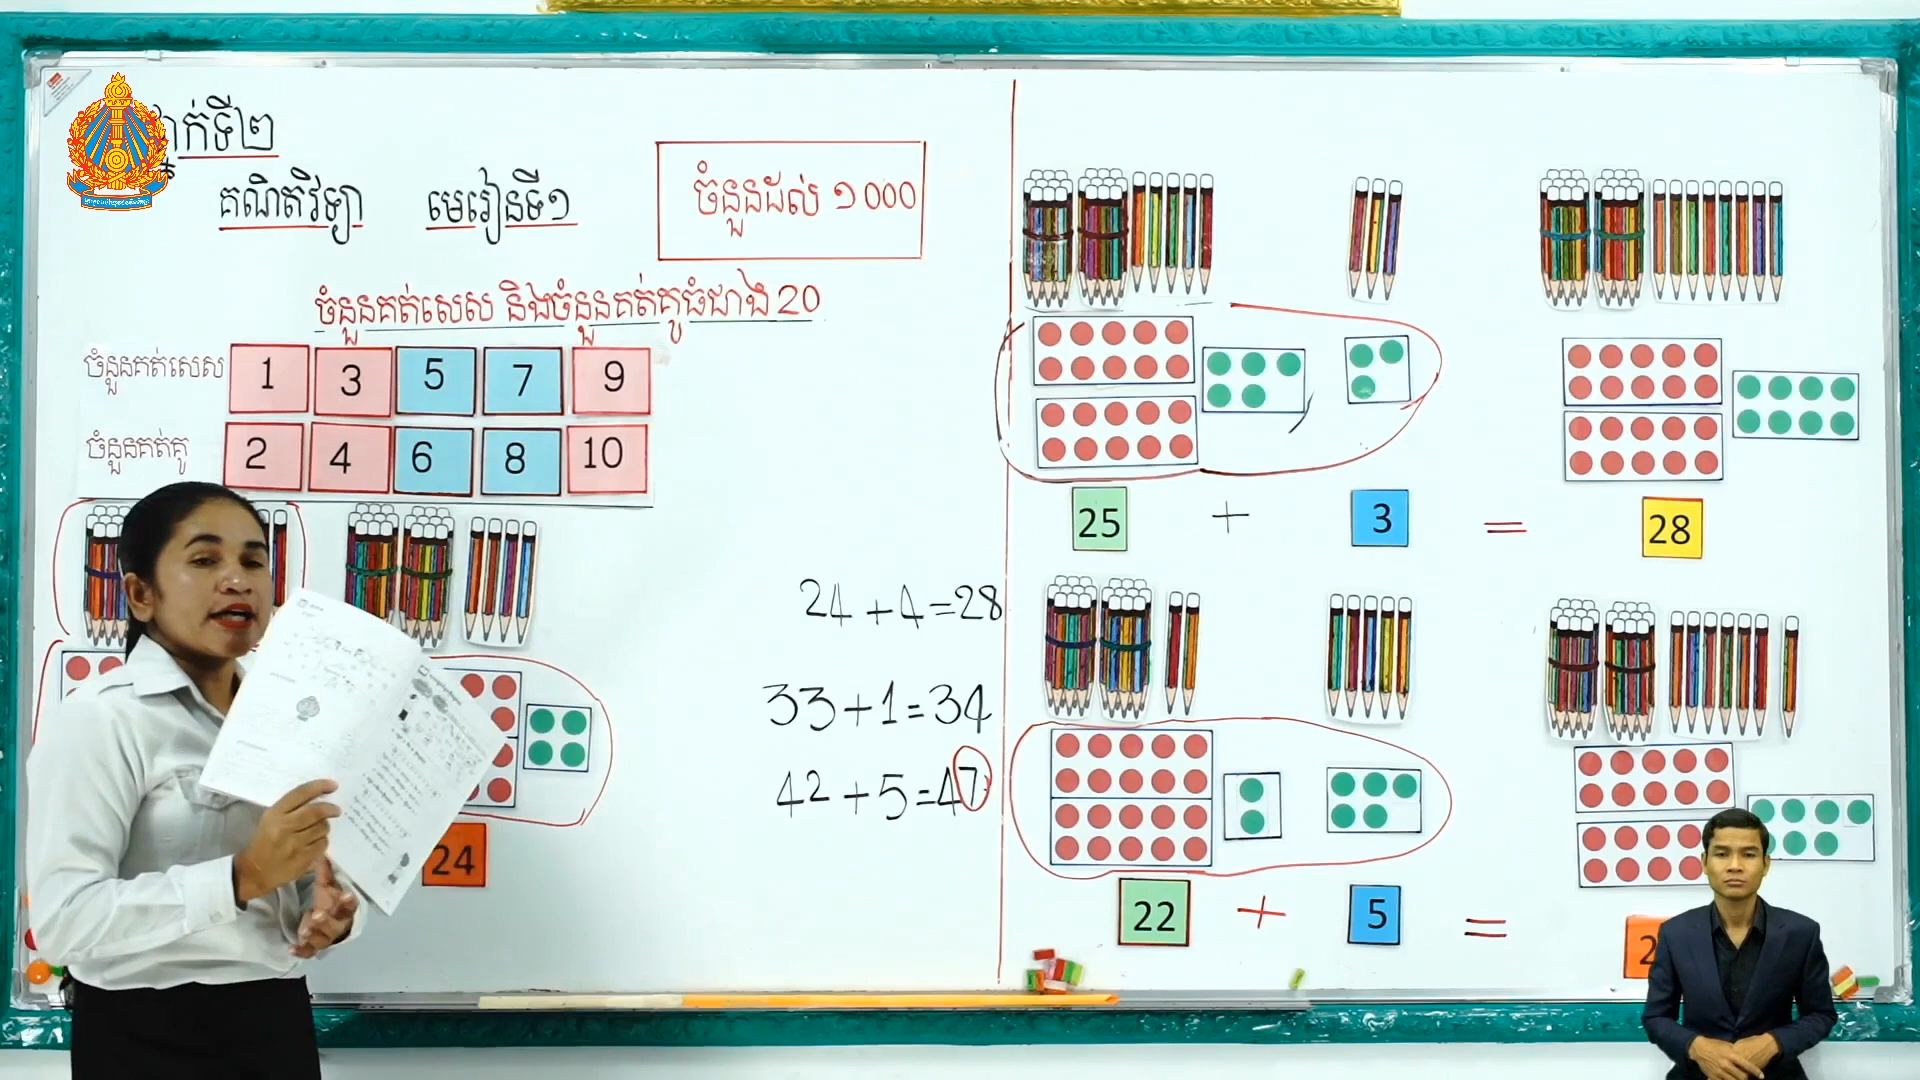 ថ្នាក់ទី២
គណិតវិទ្យា មេរៀនទី១
ចំនួនដល់ ១០០០
ចំនួនគត់សេស និងចំនួនគត់គូធំជាង 20
ចំនួនគត់សេស 1 3 5 7 9
ចំនួនគត់គូ 2 4 6 8 10
24
24 + 4 = 28
33 + 1 = 34
42 + 5 = 47
25 + 3 = 28
22 + 5 =